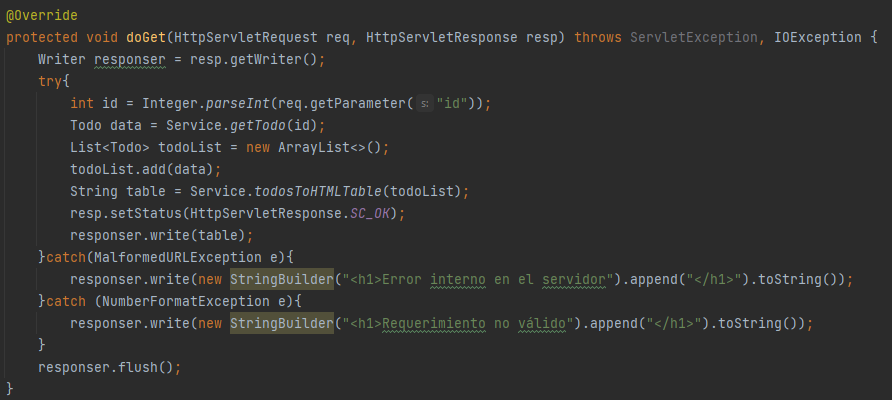 @Override
protected void doGet(HttpServletRequest req, HttpServletResponse resp) throws ServletException, IOException {
    Writer responser = resp.getWriter();
    try{
        int id = Integer.parseInt(req.getParameter( s: "id"));
        Todo data = Service.getTodo(id);
        List<Todo> todoList = new ArrayList<>();
        todoList.add(data);
        String table = Service.todosToHTMLTable(todoList);
        resp.setStatus(HttpServletResponse.SC_OK);
        responser.write(table);
    }catch(MalformedURLException e){
        responser.write(new StringBuilder("<h1>Error interno en el servidor").append("</h1>").toString());
    }catch (NumberFormatException e){
        responser.write(new StringBuilder("<h1>Requerimiento no válido").append("</h1>").toString());
    }
    responser.flush();
}